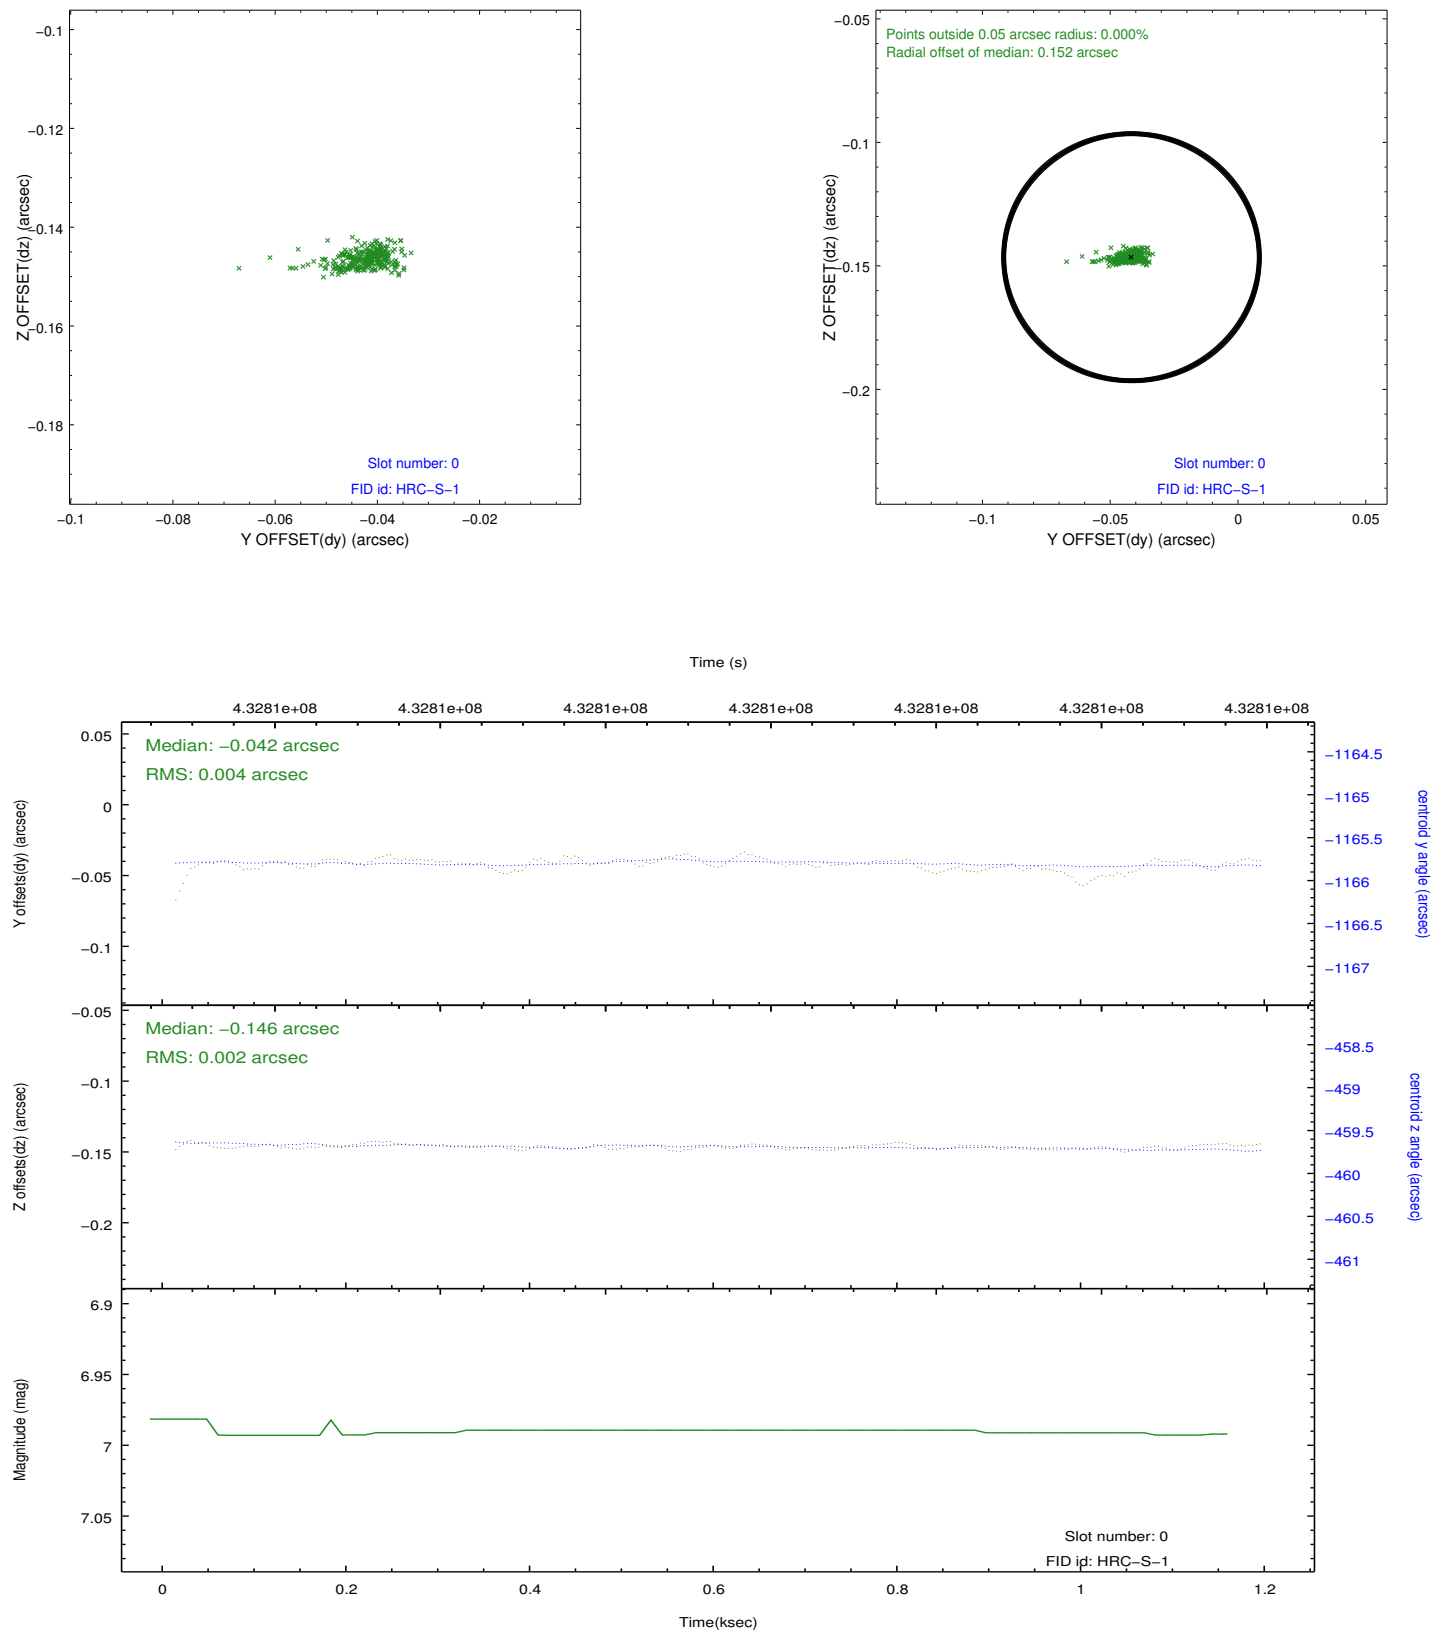 −0.1
−0.12
−0.14
−0.16
−0.18
Z OFFSET(dz) (arcsec)
Slot number: 0
FID id: HRC−S−1
−0.1 −0.08 −0.06 −0.04 −0.02
Y OFFSET(dy) (arcsec)
Points outside 0.05 arcsec radius: 0.000%
Radial offset of median: 0.152 arcsec
−0.05
−0.1
−0.15
−0.2
Z OFFSET(dz) (arcsec)
Slot number: 0
FID id: HRC−S−1
−0.1 −0.05 0 0.05
Y OFFSET(dy) (arcsec)
Time (s)
4.3281e+08 4.3281e+08 4.3281e+08 4.3281e+08 4.3281e+08 4.3281e+08 4.3281e+08
Median: −0.042 arcsec
RMS: 0.004 arcsec
0.05
0
−0.05
−0.1
Y offsets(dy) (arcsec)
−1164.5
−1165
−1165.5
−1166
−1166.5
−1167
centroid y angle (arcsec)
Median: −0.146 arcsec
RMS: 0.002 arcsec
−0.05
−0.1
−0.15
−0.2
Z offsets(dz) (arcsec)
−458.5
−459
−459.5
−460
−460.5
−461
centroid z angle (arcsec)
6.9
6.95
7
7.05
Magnitude (mag)
Slot number: 0
FID id: HRC−S−1
0 0.2 0.4 0.6 0.8 1 1.2
Time(ksec)